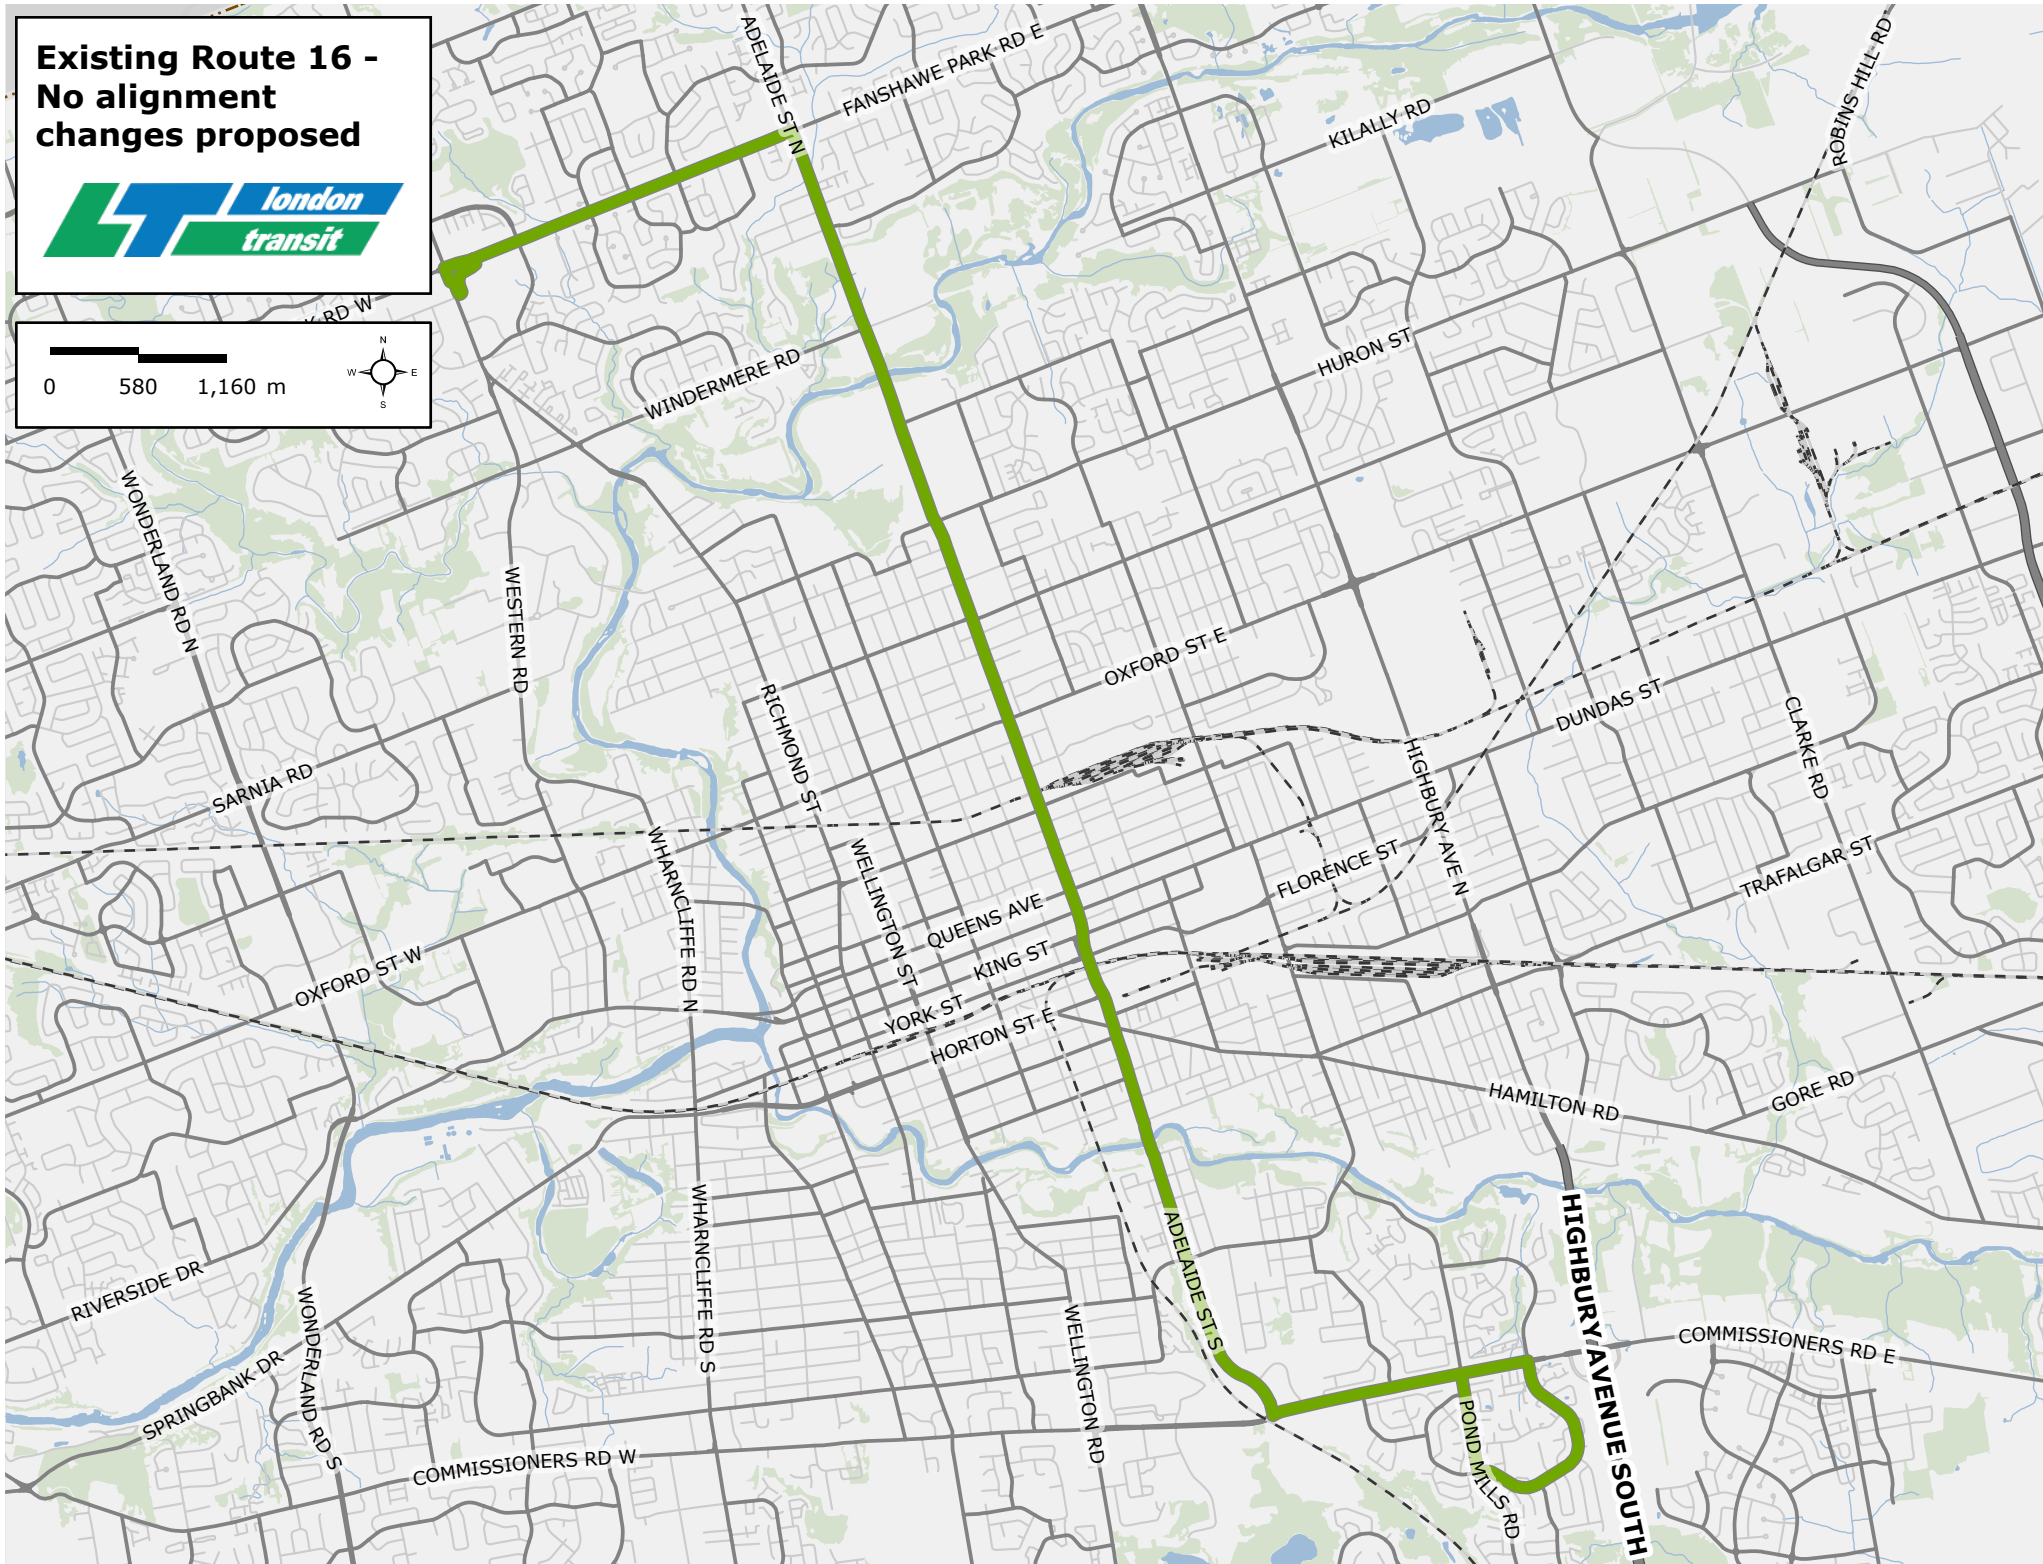 Existing Route 16 -
No alignment
changes proposed
london
transit
0 580 1,160 m
N
W E
S
ADELAIDE ST N
FANSHAWE PARK RD E
KILALLY RD
ROBINS HILL RD
K RD W
WINDERMERE RD
HURON ST
WONDERLAND RD N
WESTERN RD
OXFORD ST E
RICHMOND ST
DUNDAS ST
CLARKE RD
HIGHBURY AVE N
SARNIA RD
WHARNCLIFFE RD N
WELLINGTON ST
FLORENCE ST
TRAFALGAR ST
QUEENS AVE
KING ST
OXFORD ST W
YORK ST
HORTON ST E
HAMILTON RD
GORE RD
HIGHBURY AVENUE SOUTH
ADELAIDE ST S
WHARNCLIFFE RD S
RIVERSIDE DR
WONDERLAND RD S
WELLINGTON RD
COMMISSIONERS RD E
SPRINGBANK DR
POND MILLS RD
COMMISSIONERS RD W